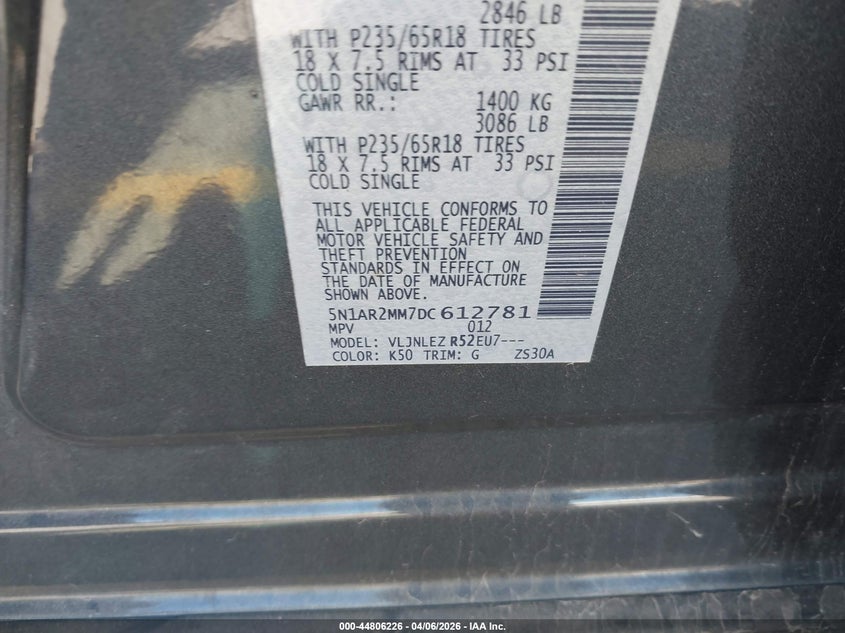 2846 LB
WITH P235/65R18 TIRES
18 X 7.5 RIMS AT 33 PSI
COLD SINGLE
GAWR RR.: 1400 KG
3086 LB
WITH P235/65R18 TIRES
18 X 7.5 RIMS AT 33 PSI
COLD SINGLE
THIS VEHICLE CONFORMS TO
ALL APPLICABLE FEDERAL
MOTOR VEHICLE SAFETY AND
THEFT PREVENTION
STANDARDS IN EFFECT ON
THE DATE OF MANUFACTURE
SHOWN ABOVE.
5N1AR2MM7DC612781
MPV 012
MODEL: VLJNLEZ R52EU7---
COLOR: K50 TRIM: G ZS30A
000-44806226 - 04/06/2026 - IAA Inc.